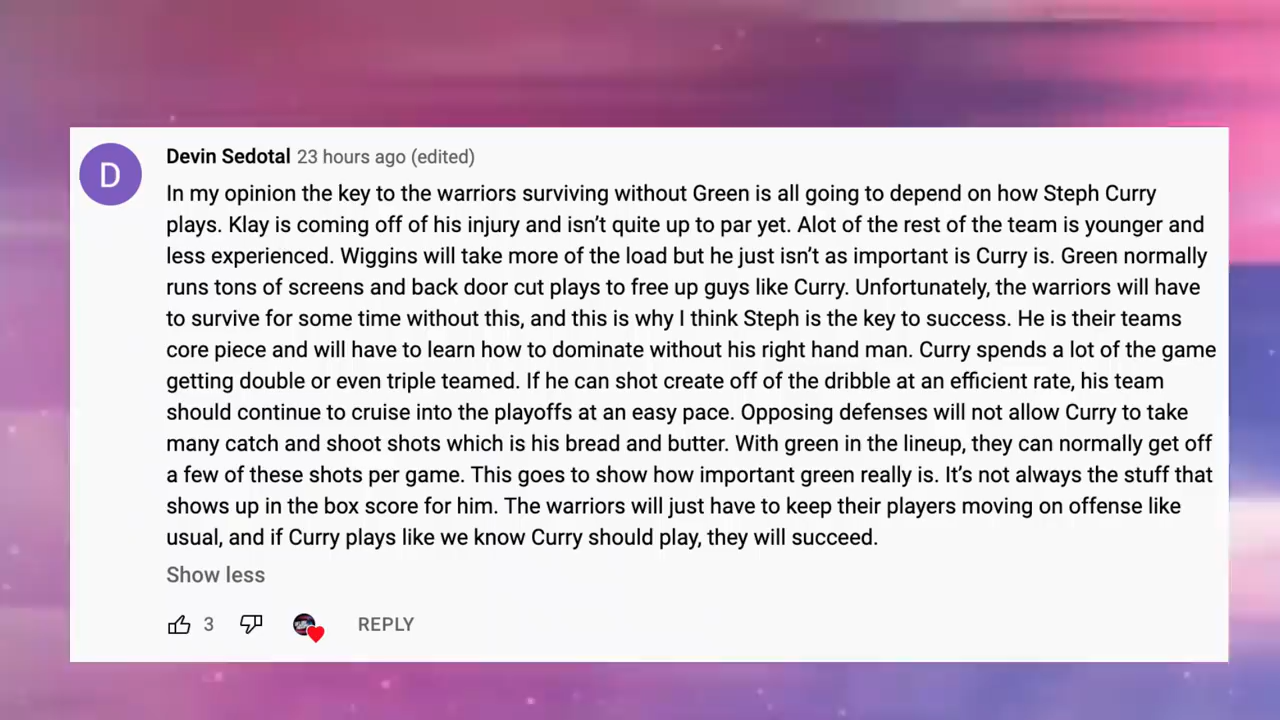 D
Devin Sedotal 23 hours ago (edited)
In my opinion the key to the warriors surviving without Green is all going to depend on how Steph Curry
plays. Klay is coming off of his injury and isn’t quite up to par yet. Alot of the rest of the team is younger and
less experienced. Wiggins will take more of the load but he just isn’t as important is Curry is. Green normally
runs tons of screens and back door cut plays to free up guys like Curry. Unfortunately, the warriors will have
to survive for some time without this, and this is why I think Steph is the key to success. He is their teams
core piece and will have to learn how to dominate without his right hand man. Curry spends a lot of the game
getting double or even triple teamed. If he can shot create off of the dribble at an efficient rate, his team
should continue to cruise into the playoffs at an easy pace. Opposing defenses will not allow Curry to take
many catch and shoot shots which is his bread and butter. With green in the lineup, they can normally get off
a few of these shots per game. This goes to show how important green really is. It’s not always the stuff that
shows up in the box score for him. The warriors will just have to keep their players moving on offense like
usual, and if Curry plays like we know Curry should play, they will succeed.
Show less
3 REPLY